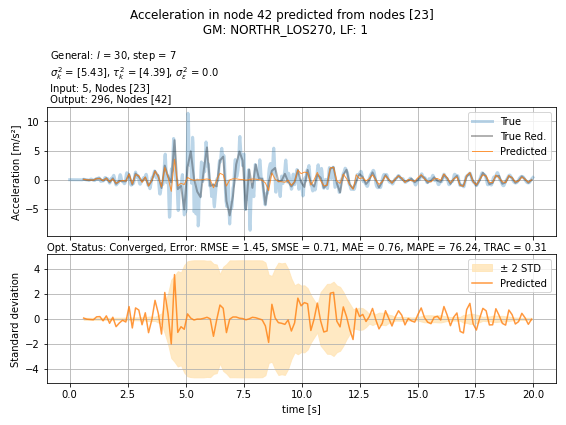 Acceleration in node 42 predicted from nodes [23]
GM: NORTHR_LOS270, LF: 1
General: l = 30, step = 7
σ²ₖ = [5.43], τ²ₖ = [4.39], σ²ε = 0.0
Input: 5, Nodes [23]
Output: 296, Nodes [42]
Acceleration [m/s²]
10
5
0
−5
True
True Red.
Predicted
Opt. Status: Converged, Error: RMSE = 1.45, SMSE = 0.71, MAE = 0.76, MAPE = 76.24, TRAC = 0.31
Standard deviation
4
2
0
−2
−4
± 2 STD
Predicted
0.0 2.5 5.0 7.5 10.0 12.5 15.0 17.5 20.0
time [s]